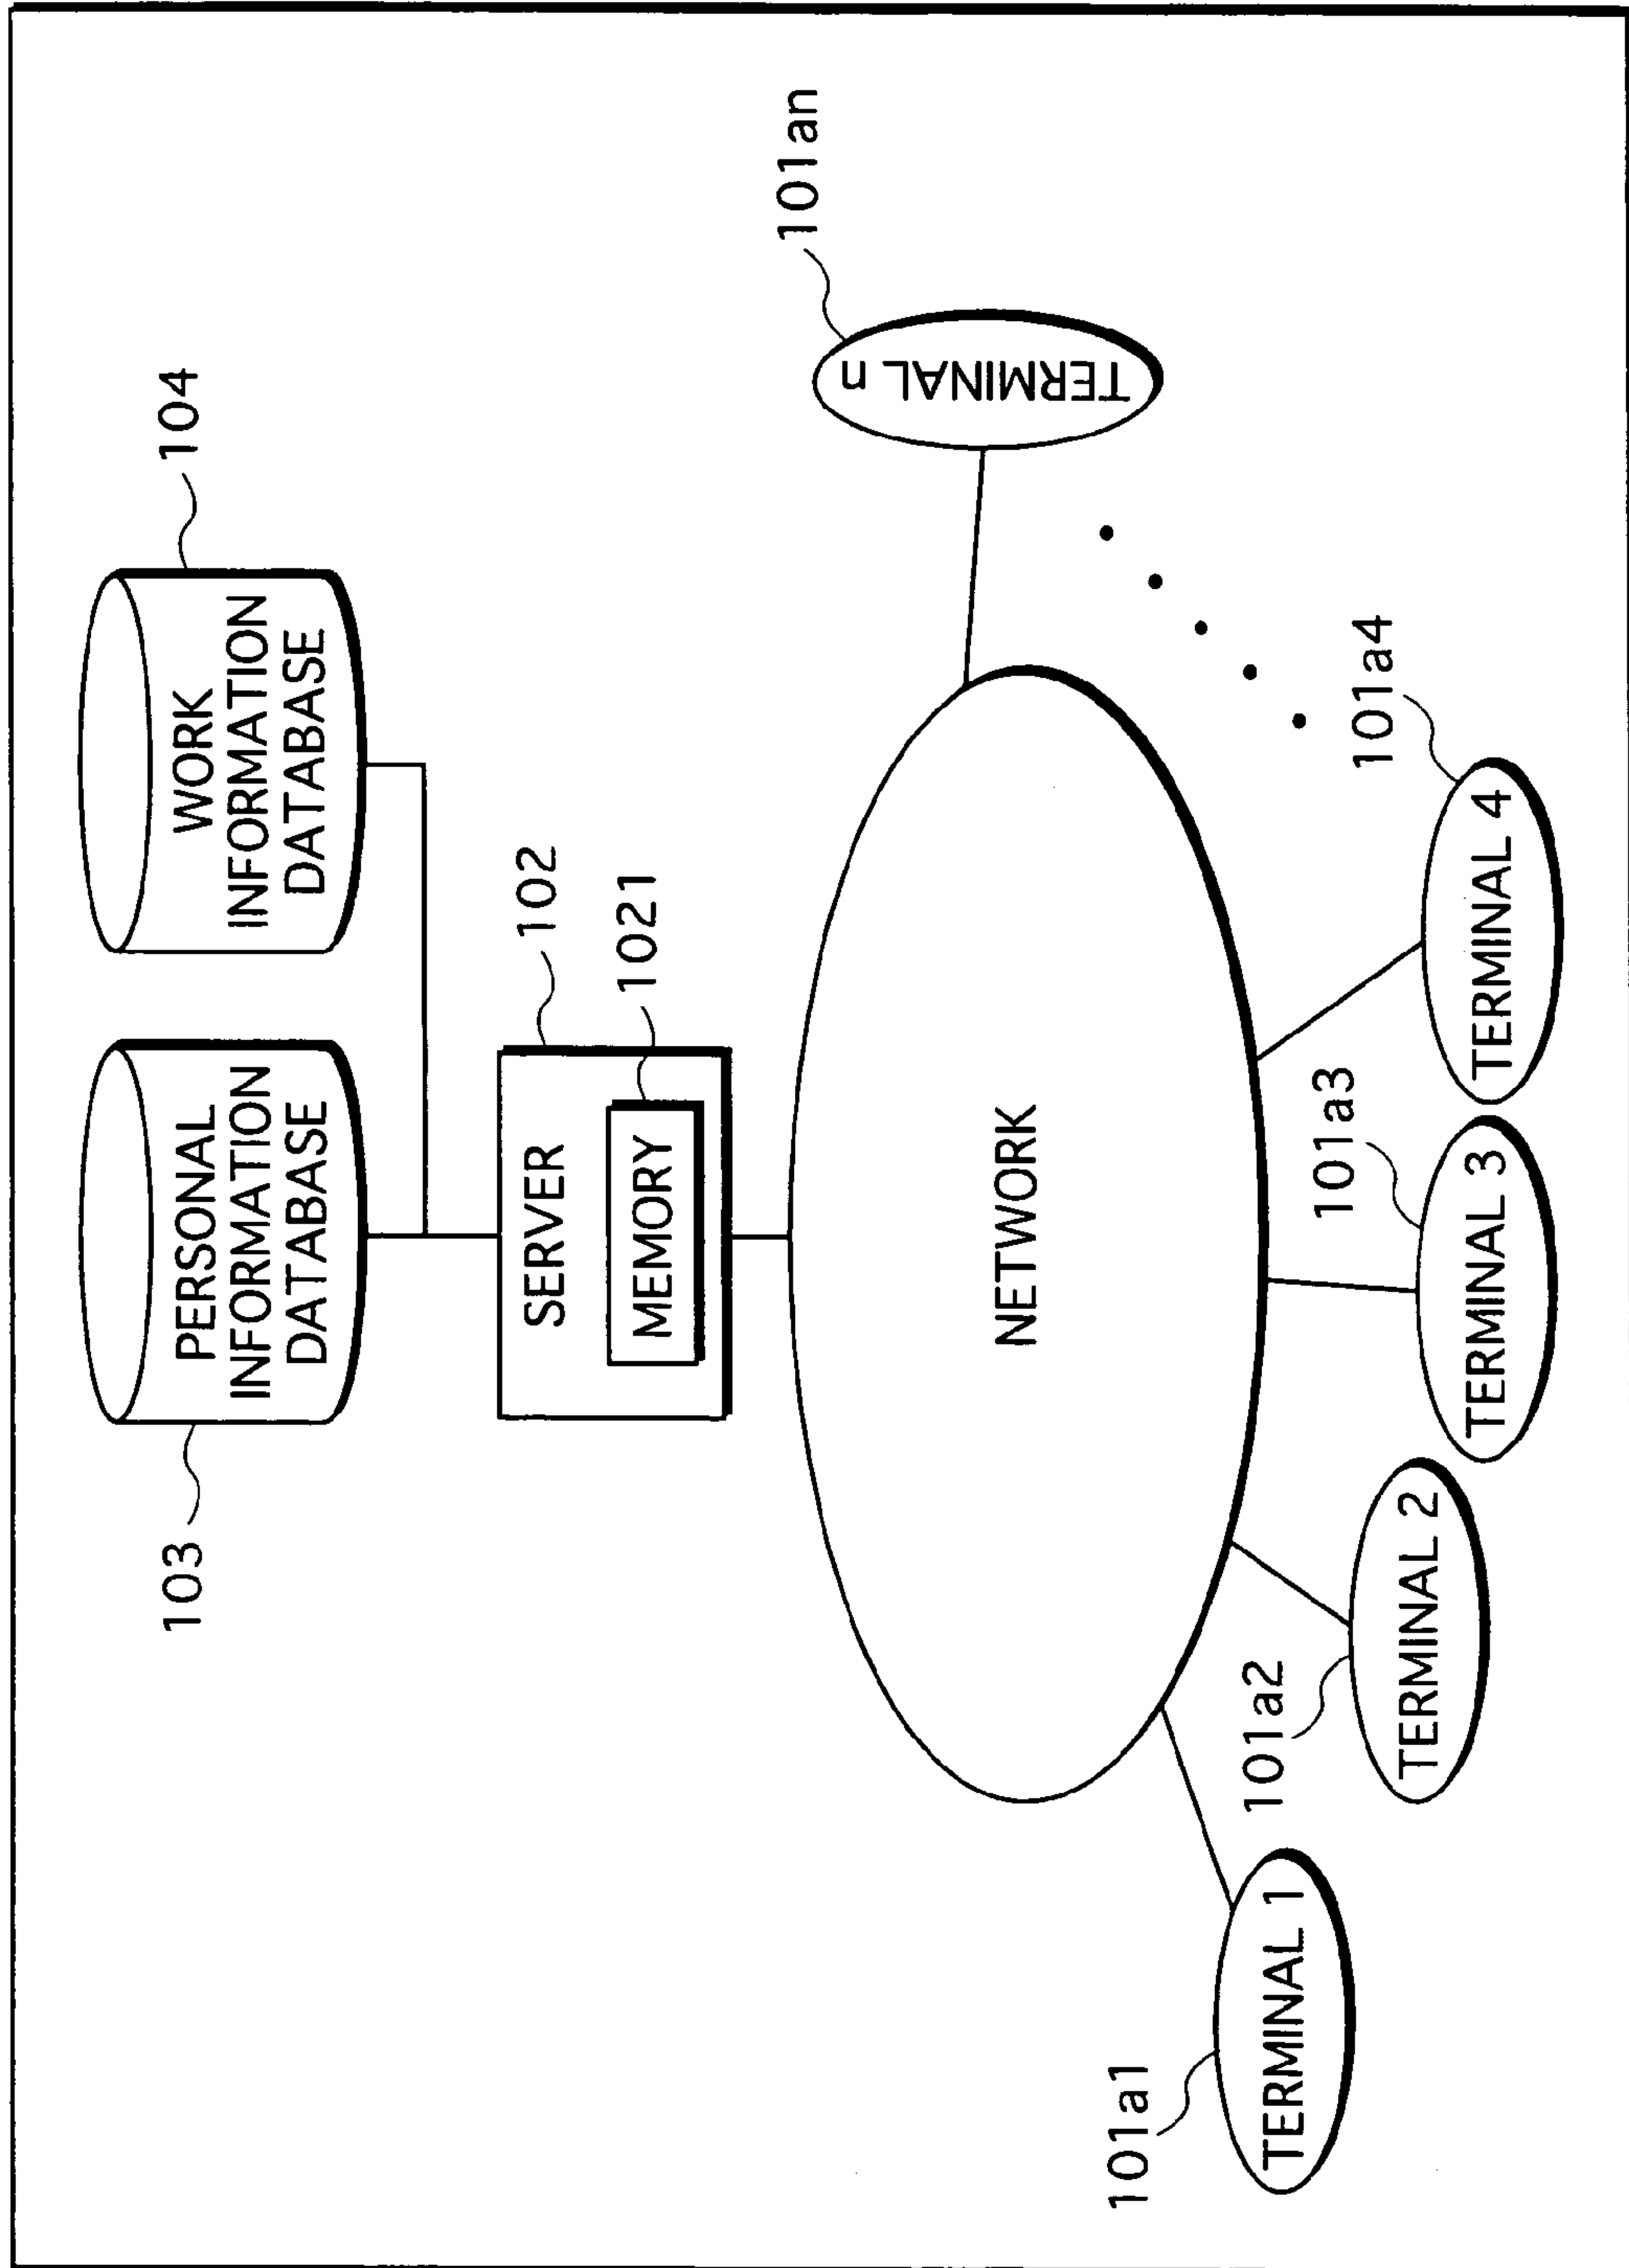 103
PERSONAL
INFORMATION
DATABASE
WORK
INFORMATION
DATABASE
104
SERVER
102
MEMORY
1021
NETWORK
101a1
TERMINAL 1
101a2
TERMINAL 2
101a3
TERMINAL 3
101a4
TERMINAL 4
101an
TERMINAL n